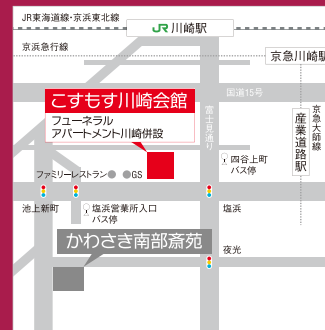 JR東海道線・京浜東北線
JR 川崎駅
京浜急行線
京急川崎駅
国道15号
こすもす川崎会館
フューネラル
アパートメント川崎併設
富士見通り
京急大師線
産業道路駅
四谷上町
バス停
ファミリーレストラン
GS
池上新町
塩浜営業所入口
バス停
塩浜
かわさき南部斎苑
夜光